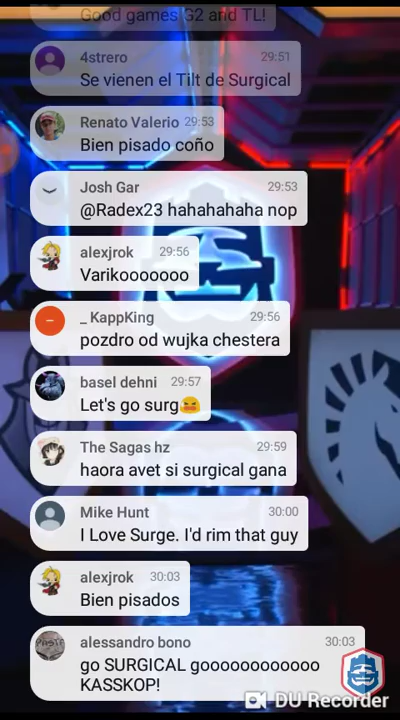 Good games G2 and TL!
4strero 29:51
Se vienen el Tilt de Surgical
Renato Valerio 29:53
Bien pisado coño
Josh Gar 29:53
@Radex23 hahahahaha nop
alexjrok 29:56
Varikooooooo
_ KappKing 29:56
pozdro od wujka chestera
basel dehni 29:57
Let's go surg😡
The Sagas hz 29:59
haora avet si surgical gana
Mike Hunt 30:00
I Love Surge. I'd rim that guy
alexjrok 30:03
Bien pisados
alessandro bono 30:03
go SURGICAL goooooooooooo
KASSKOP!
DU Recorder